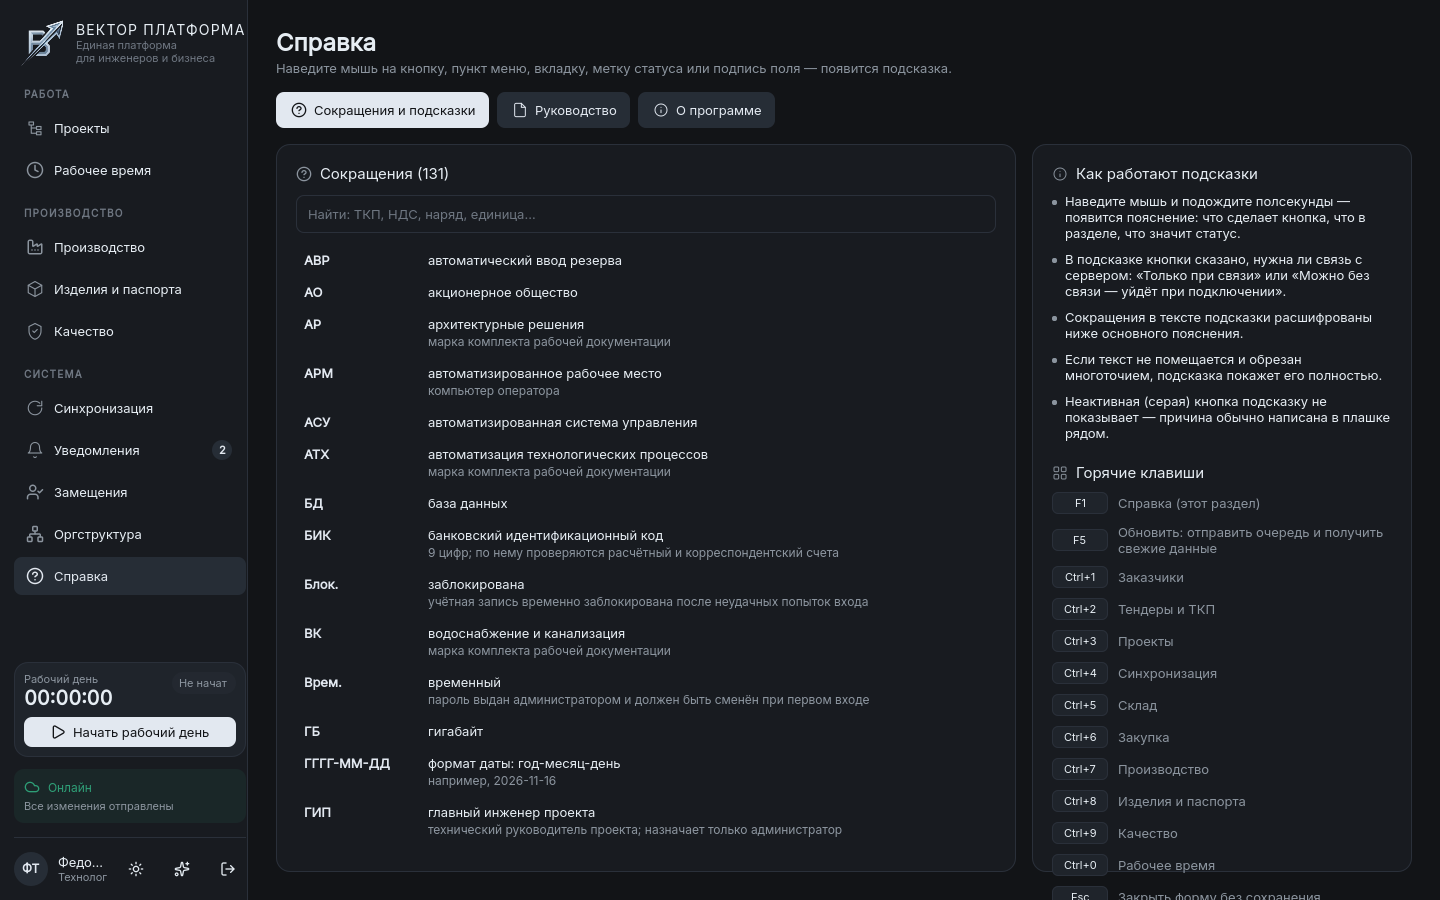 ВЕКТОР ПЛАТФОРМА
Единая платформа
для инженеров и бизнеса
РАБОТА
Проекты
Рабочее время
ПРОИЗВОДСТВО
Производство
Изделия и паспорта
Качество
СИСТЕМА
Синхронизация
Уведомления 2
Замещения
Оргструктура
Справка
Рабочий день
00:00:00
Не начат
Начать рабочий день
Онлайн
Все изменения отправлены
ФТ
Федо...
Технолог
Справка
Наведите мышь на кнопку, пункт меню, вкладку, метку статуса или подпись поля — появится подсказка.
Сокращения и подсказки
Руководство
О программе
Сокращения (131)
Найти: ТКП, НДС, наряд, единица...
АВР автоматический ввод резерва
АО акционерное общество
АР архитектурные решения
марка комплекта рабочей документации
АРМ автоматизированное рабочее место
компьютер оператора
АСУ автоматизированная система управления
АТХ автоматизация технологических процессов
марка комплекта рабочей документации
БД база данных
БИК банковский идентификационный код
9 цифр; по нему проверяются расчётный и корреспондентский счета
Блок. заблокирована
учётная запись временно заблокирована после неудачных попыток входа
ВК водоснабжение и канализация
марка комплекта рабочей документации
Врем. временный
пароль выдан администратором и должен быть сменён при первом входе
ГБ гигабайт
ГГГГ-ММ-ДД формат даты: год-месяц-день
например, 2026-11-16
ГИП главный инженер проекта
технический руководитель проекта; назначает только администратор
Как работают подсказки
Наведите мышь и подождите полсекунды —
появится пояснение: что сделает кнопка, что в
разделе, что значит статус.
В подсказке кнопки сказано, нужна ли связь с
сервером: «Только при связи» или «Можно без
связи — уйдёт при подключении».
Сокращения в тексте подсказки расшифрованы
ниже основного пояснения.
Если текст не помещается и обрезан
многоточием, подсказка покажет его полностью.
Неактивная (серая) кнопка подсказку не
показывает — причина обычно написана в плашке
рядом.
Горячие клавиши
F1 Справка (этот раздел)
F5 Обновить: отправить очередь и получить
свежие данные
Ctrl+1 Заказчики
Ctrl+2 Тендеры и ТКП
Ctrl+3 Проекты
Ctrl+4 Синхронизация
Ctrl+5 Склад
Ctrl+6 Закупка
Ctrl+7 Производство
Ctrl+8 Изделия и паспорта
Ctrl+9 Качество
Ctrl+0 Рабочее время
Esc Закрыть форму без сохранения